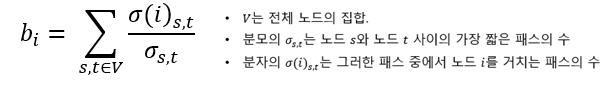 b_i = ∑_{s,t∈V} σ(i)_{s,t} / σ_{s,t}
• V는 전체 노드의 집합.
• 분모의 σ_{s,t}는 노드 s와 노드 t 사이의 가장 짧은 패스의 수
• 분자의 σ(i)_{s,t}는 그러한 패스 중에서 노드 i를 거치는 패스의 수